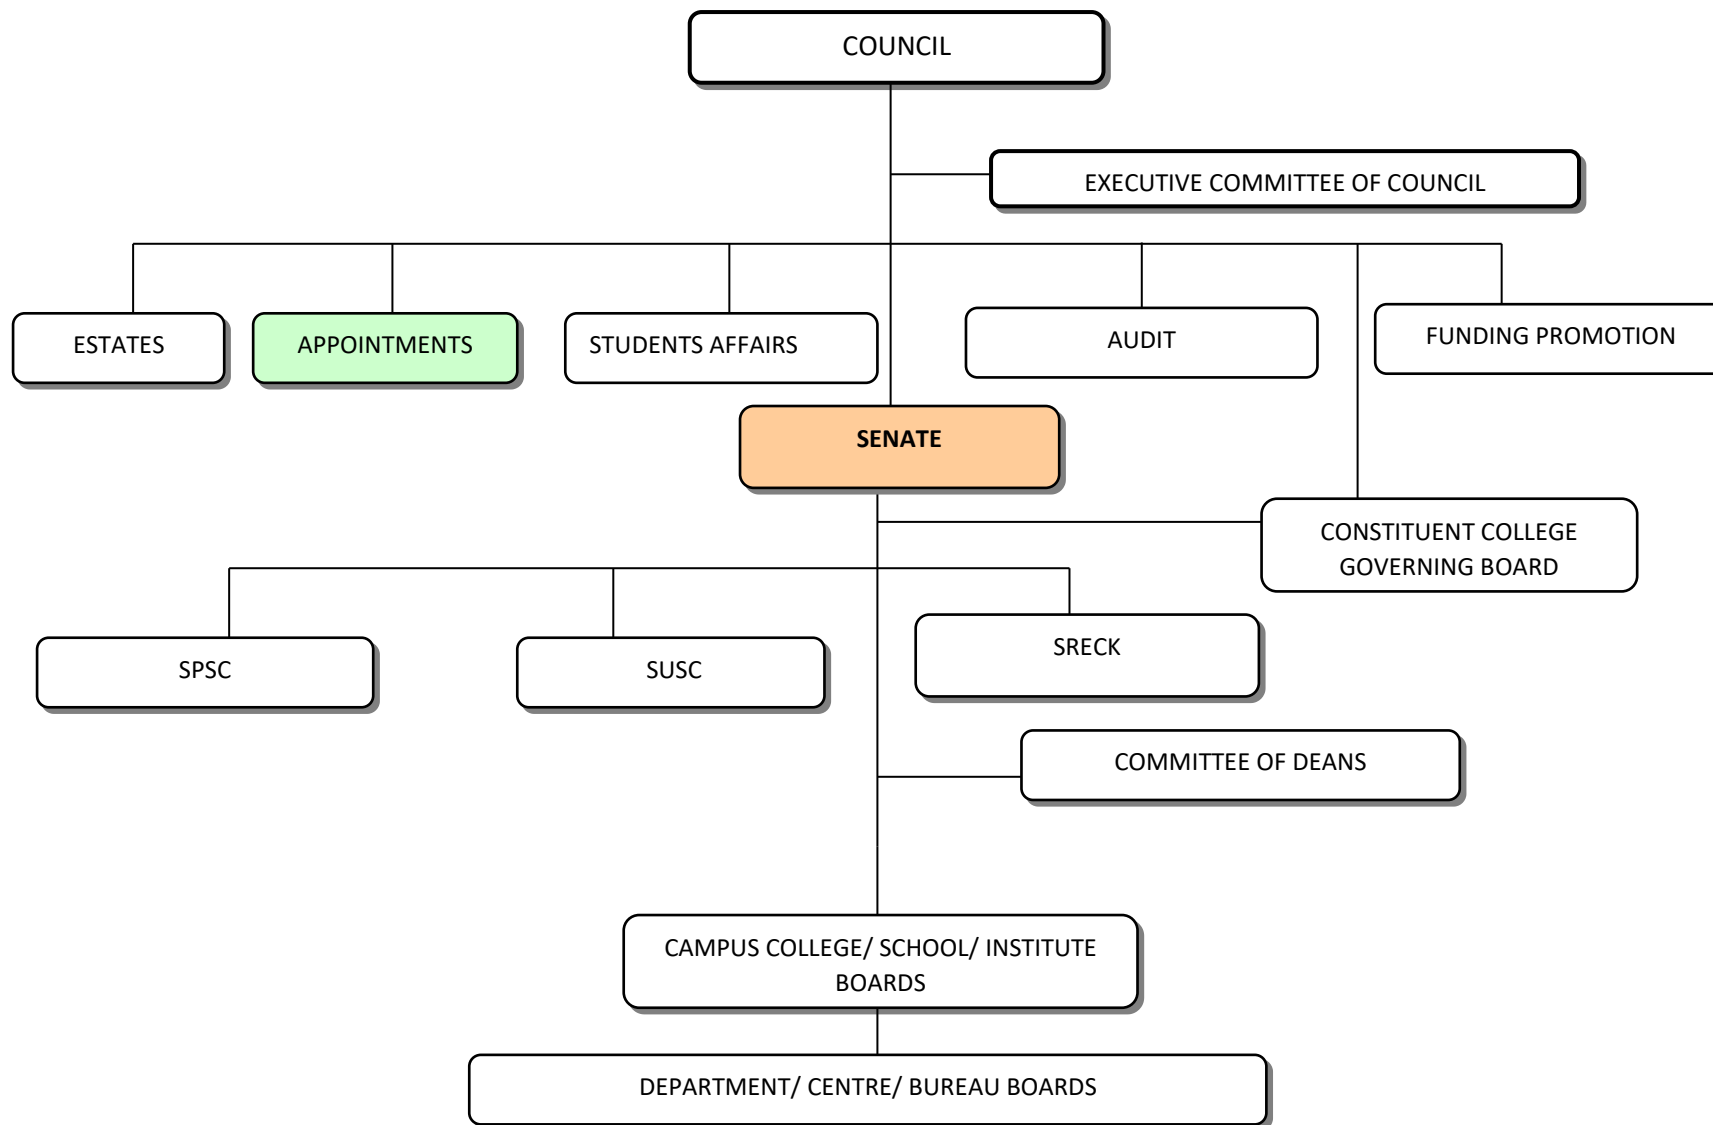 COUNCIL
EXECUTIVE COMMITTEE OF COUNCIL
ESTATES
APPOINTMENTS
STUDENTS AFFAIRS
AUDIT
FUNDING PROMOTION
SENATE
CONSTITUENT COLLEGE
GOVERNING BOARD
SPSC
SUSC
SRECK
COMMITTEE OF DEANS
CAMPUS COLLEGE/ SCHOOL/ INSTITUTE
BOARDS
DEPARTMENT/ CENTRE/ BUREAU BOARDS